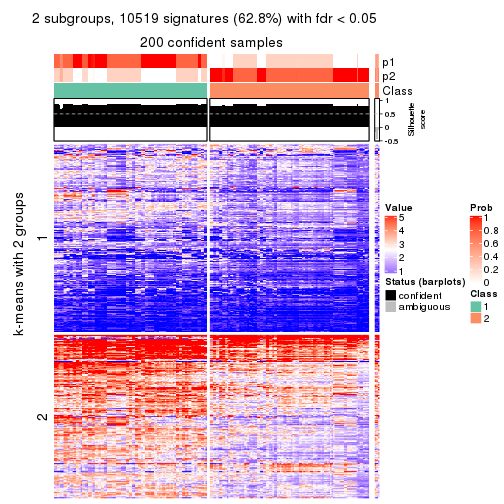 2 subgroups, 10519 signatures (62.8%) with fdr < 0.05
200 confident samples
p1
p2
Class
1
0.5
0
-0.5
Silhouette
score
k-means with 2 groups
1
2
Value
5
4
3
2
1
Status (barplots)
confident
ambiguous
Prob
1
0.8
0.6
0.4
0.2
0
Class
1
2